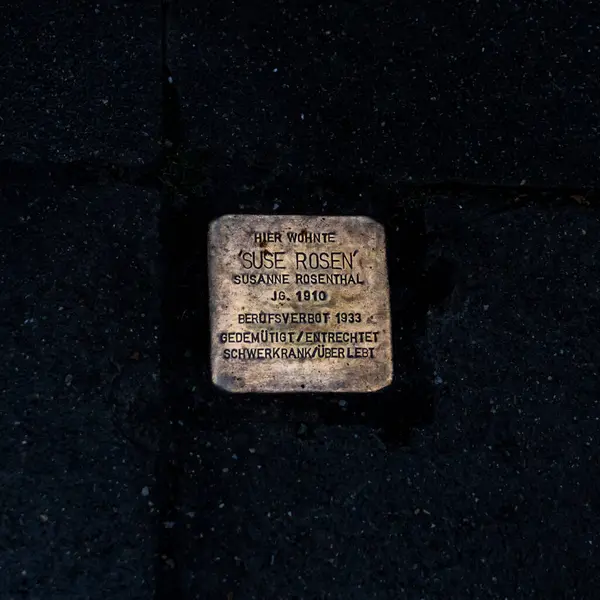 HIER WOHNTE
'SUSE ROSEN'
SUSANNE ROSENTHAL
JG. 1910
BERUFSVERBOT 1933
GEDEMÜTIGT/ENTRECHTET
SCHWERKRANK/ÜBERLEBT